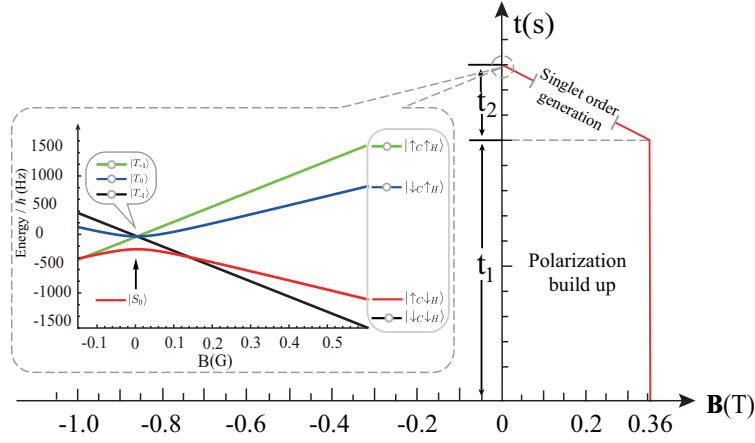 t(s)
Singlet order
generation
t₂
t₁
Polarization
build up
B(T)
-1.0
-0.8
-0.6
-0.4
-0.2
0
0.2
0.36
Energy / h (Hz)
1500
1000
500
0
-500
-1000
-1500
-0.1
0
0.1
0.2
0.3
0.4
0.5
B(G)
|T₊₁⟩
|T₀⟩
|T₋₁⟩
|S₀⟩
|↑C↑H⟩
|↓C↑H⟩
|↑C↓H⟩
|↓C↓H⟩